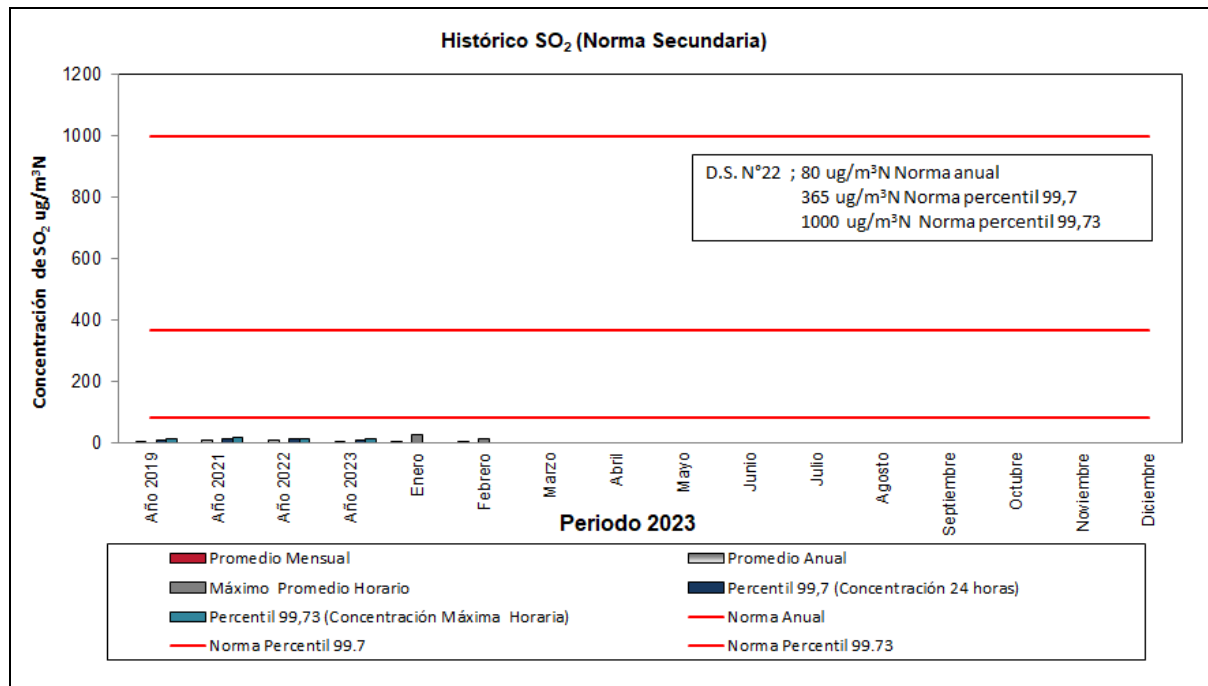 Histórico SO₂ (Norma Secundaria)
1200
1000
800
600
400
200
0
Concentración de SO₂ ug/m³N
D.S. N°22 ; 80 ug/m³N Norma anual
365 ug/m³N Norma percentil 99,7
1000 ug/m³N Norma percentil 99,73
Año 2019
Año 2021
Año 2022
Año 2023
Enero
Febrero
Marzo
Abril
Mayo
Junio
Julio
Agosto
Septiembre
Octubre
Noviembre
Diciembre
Periodo 2023
Promedio Mensual
Promedio Anual
Máximo Promedio Horario
Percentil 99,7 (Concentración 24 horas)
Percentil 99,73 (Concentración Máxima Horaria)
Norma Anual
Norma Percentil 99.7
Norma Percentil 99.73